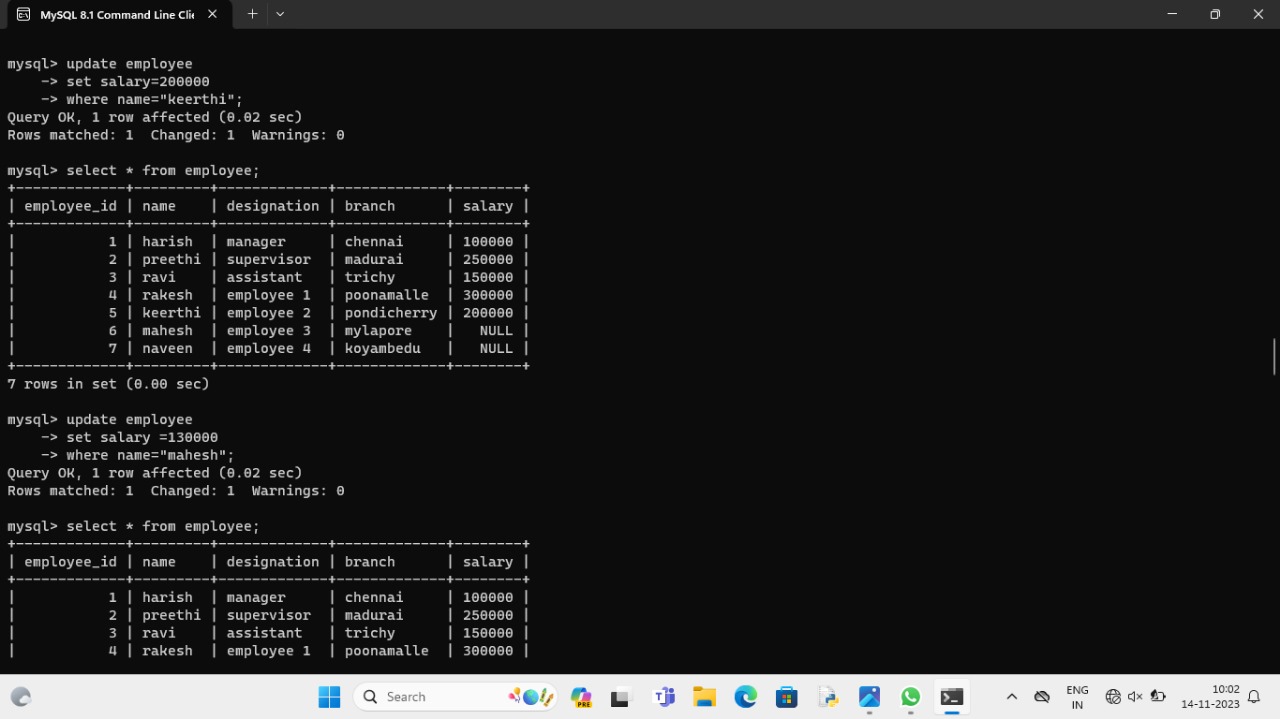 MySQL 8.1 Command Line Clie
mysql> update employee
    -> set salary=200000
    -> where name="keerthi";
Query OK, 1 row affected (0.02 sec)
Rows matched: 1  Changed: 1  Warnings: 0
mysql> select * from employee;
+-------------+---------+-------------+-------------+--------+
| employee_id | name    | designation | branch      | salary |
+-------------+---------+-------------+-------------+--------+
|           1 | harish  | manager     | chennai     | 100000 |
|           2 | preethi | supervisor  | madurai     | 250000 |
|           3 | ravi    | assistant   | trichy      | 150000 |
|           4 | rakesh  | employee 1  | poonamalle  | 300000 |
|           5 | keerthi | employee 2  | pondicherry | 200000 |
|           6 | mahesh  | employee 3  | mylapore    |   NULL |
|           7 | naveen  | employee 4  | koyambedu   |   NULL |
+-------------+---------+-------------+-------------+--------+
7 rows in set (0.00 sec)
mysql> update employee
    -> set salary =130000
    -> where name="mahesh";
Query OK, 1 row affected (0.02 sec)
Rows matched: 1  Changed: 1  Warnings: 0
mysql> select * from employee;
+-------------+---------+-------------+-------------+--------+
| employee_id | name    | designation | branch      | salary |
+-------------+---------+-------------+-------------+--------+
|           1 | harish  | manager     | chennai     | 100000 |
|           2 | preethi | supervisor  | madurai     | 250000 |
|           3 | ravi    | assistant   | trichy      | 150000 |
|           4 | rakesh  | employee 1  | poonamalle  | 300000 |
Search
PRE
ENG
IN
10:02
14-11-2023